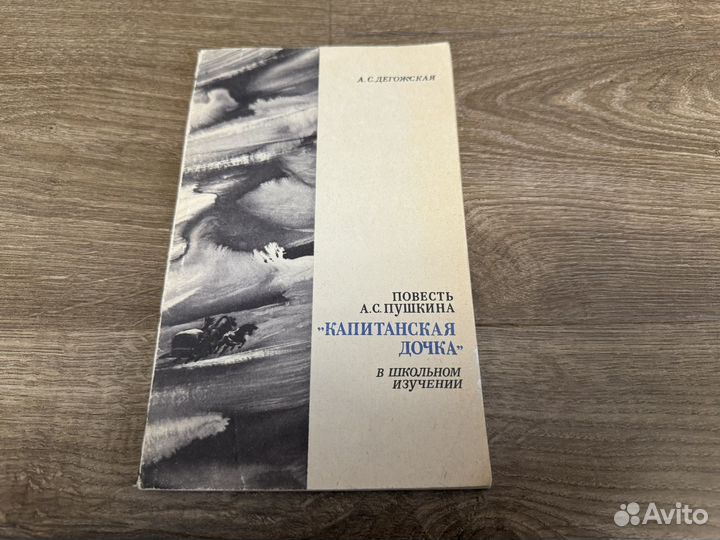 А. С. ДЕГОЖСКАЯ
ПОВЕСТЬ
А. С. ПУШКИНА
„КАПИТАНСКАЯ
ДОЧКА"
В ШКОЛЬНОМ
ИЗУЧЕНИИ
Avito